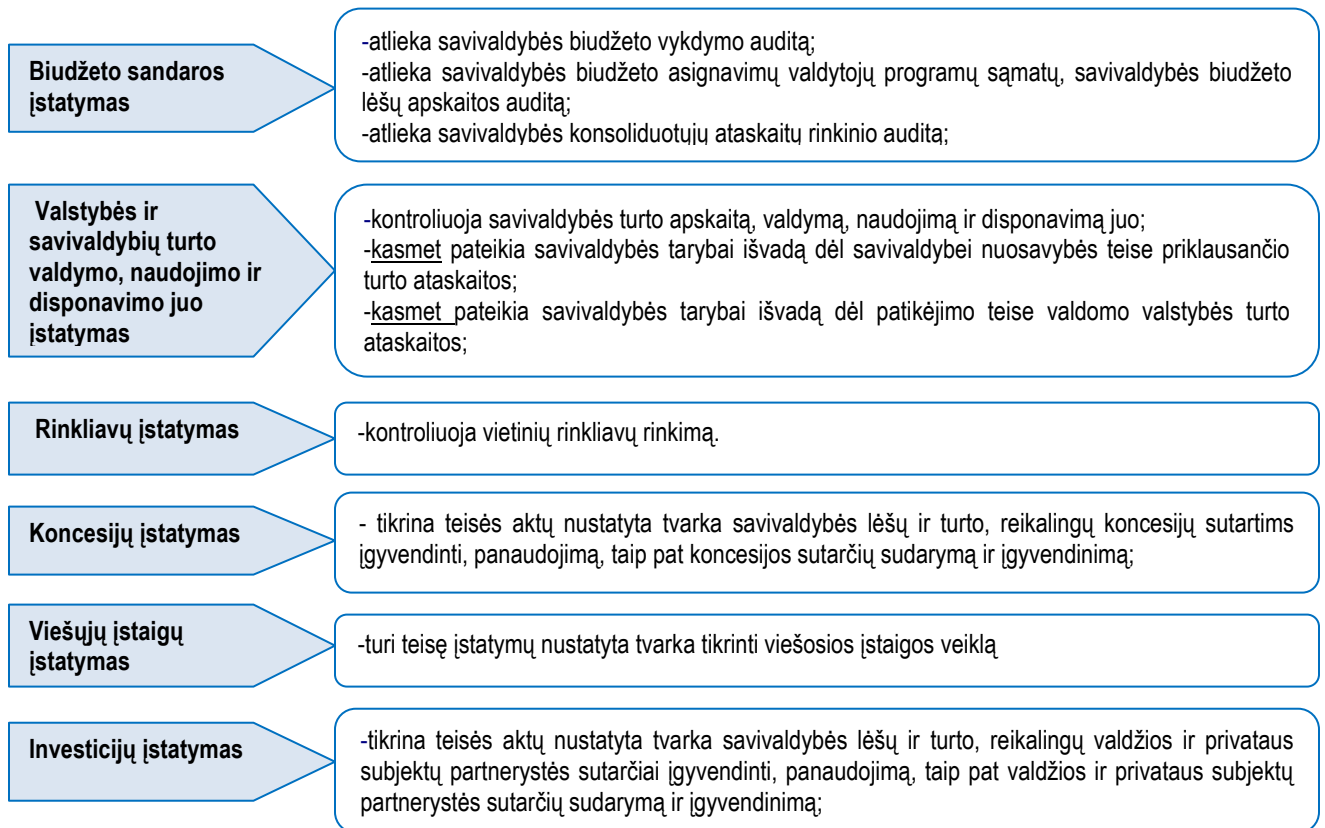 Biudžeto sandaros
įstatymas
-atlieka savivaldybės biudžeto vykdymo auditą;
-atlieka savivaldybės biudžeto asignavimų valdytojų programų sąmatų, savivaldybės biudžeto
lėšų apskaitos auditą;
-atlieka savivaldybės konsoliduotųjų ataskaitų rinkinio auditą;
Valstybės ir
savivaldybių turto
valdymo, naudojimo ir
disponavimo juo
įstatymas
-kontroliuoja savivaldybės turto apskaitą, valdymą, naudojimą ir disponavimą juo;
-kasmet pateikia savivaldybės tarybai išvadą dėl savivaldybei nuosavybės teise priklausančio
turto ataskaitos;
-kasmet pateikia savivaldybės tarybai išvadą dėl patikėjimo teise valdomo valstybės turto
ataskaitos;
Rinkliavų įstatymas
-kontroliuoja vietinių rinkliavų rinkimą.
Koncesijų įstatymas
- tikrina teisės aktų nustatyta tvarka savivaldybės lėšų ir turto, reikalingų koncesijų sutartims
įgyvendinti, panaudojimą, taip pat koncesijos sutarčių sudarymą ir įgyvendinimą;
Viešųjų įstaigų
įstatymas
-turi teisę įstatymų nustatyta tvarka tikrinti viešosios įstaigos veiklą
Investicijų įstatymas
-tikrina teisės aktų nustatyta tvarka savivaldybės lėšų ir turto, reikalingų valdžios ir privataus
subjektų partnerystės sutarčiai įgyvendinti, panaudojimą, taip pat valdžios ir privataus subjektų
partnerystės sutarčių sudarymą ir įgyvendinimą;